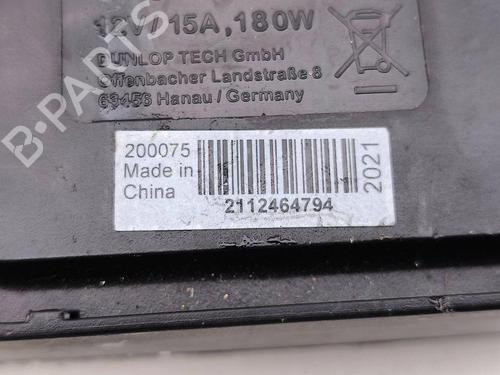 12V, 15A, 180W
DUNLOP TECH GmbH
Offenbacher Landstraße 8
63456 Hanau / Germany
200075
Made in
China
2112464794
2021
B-PARTS